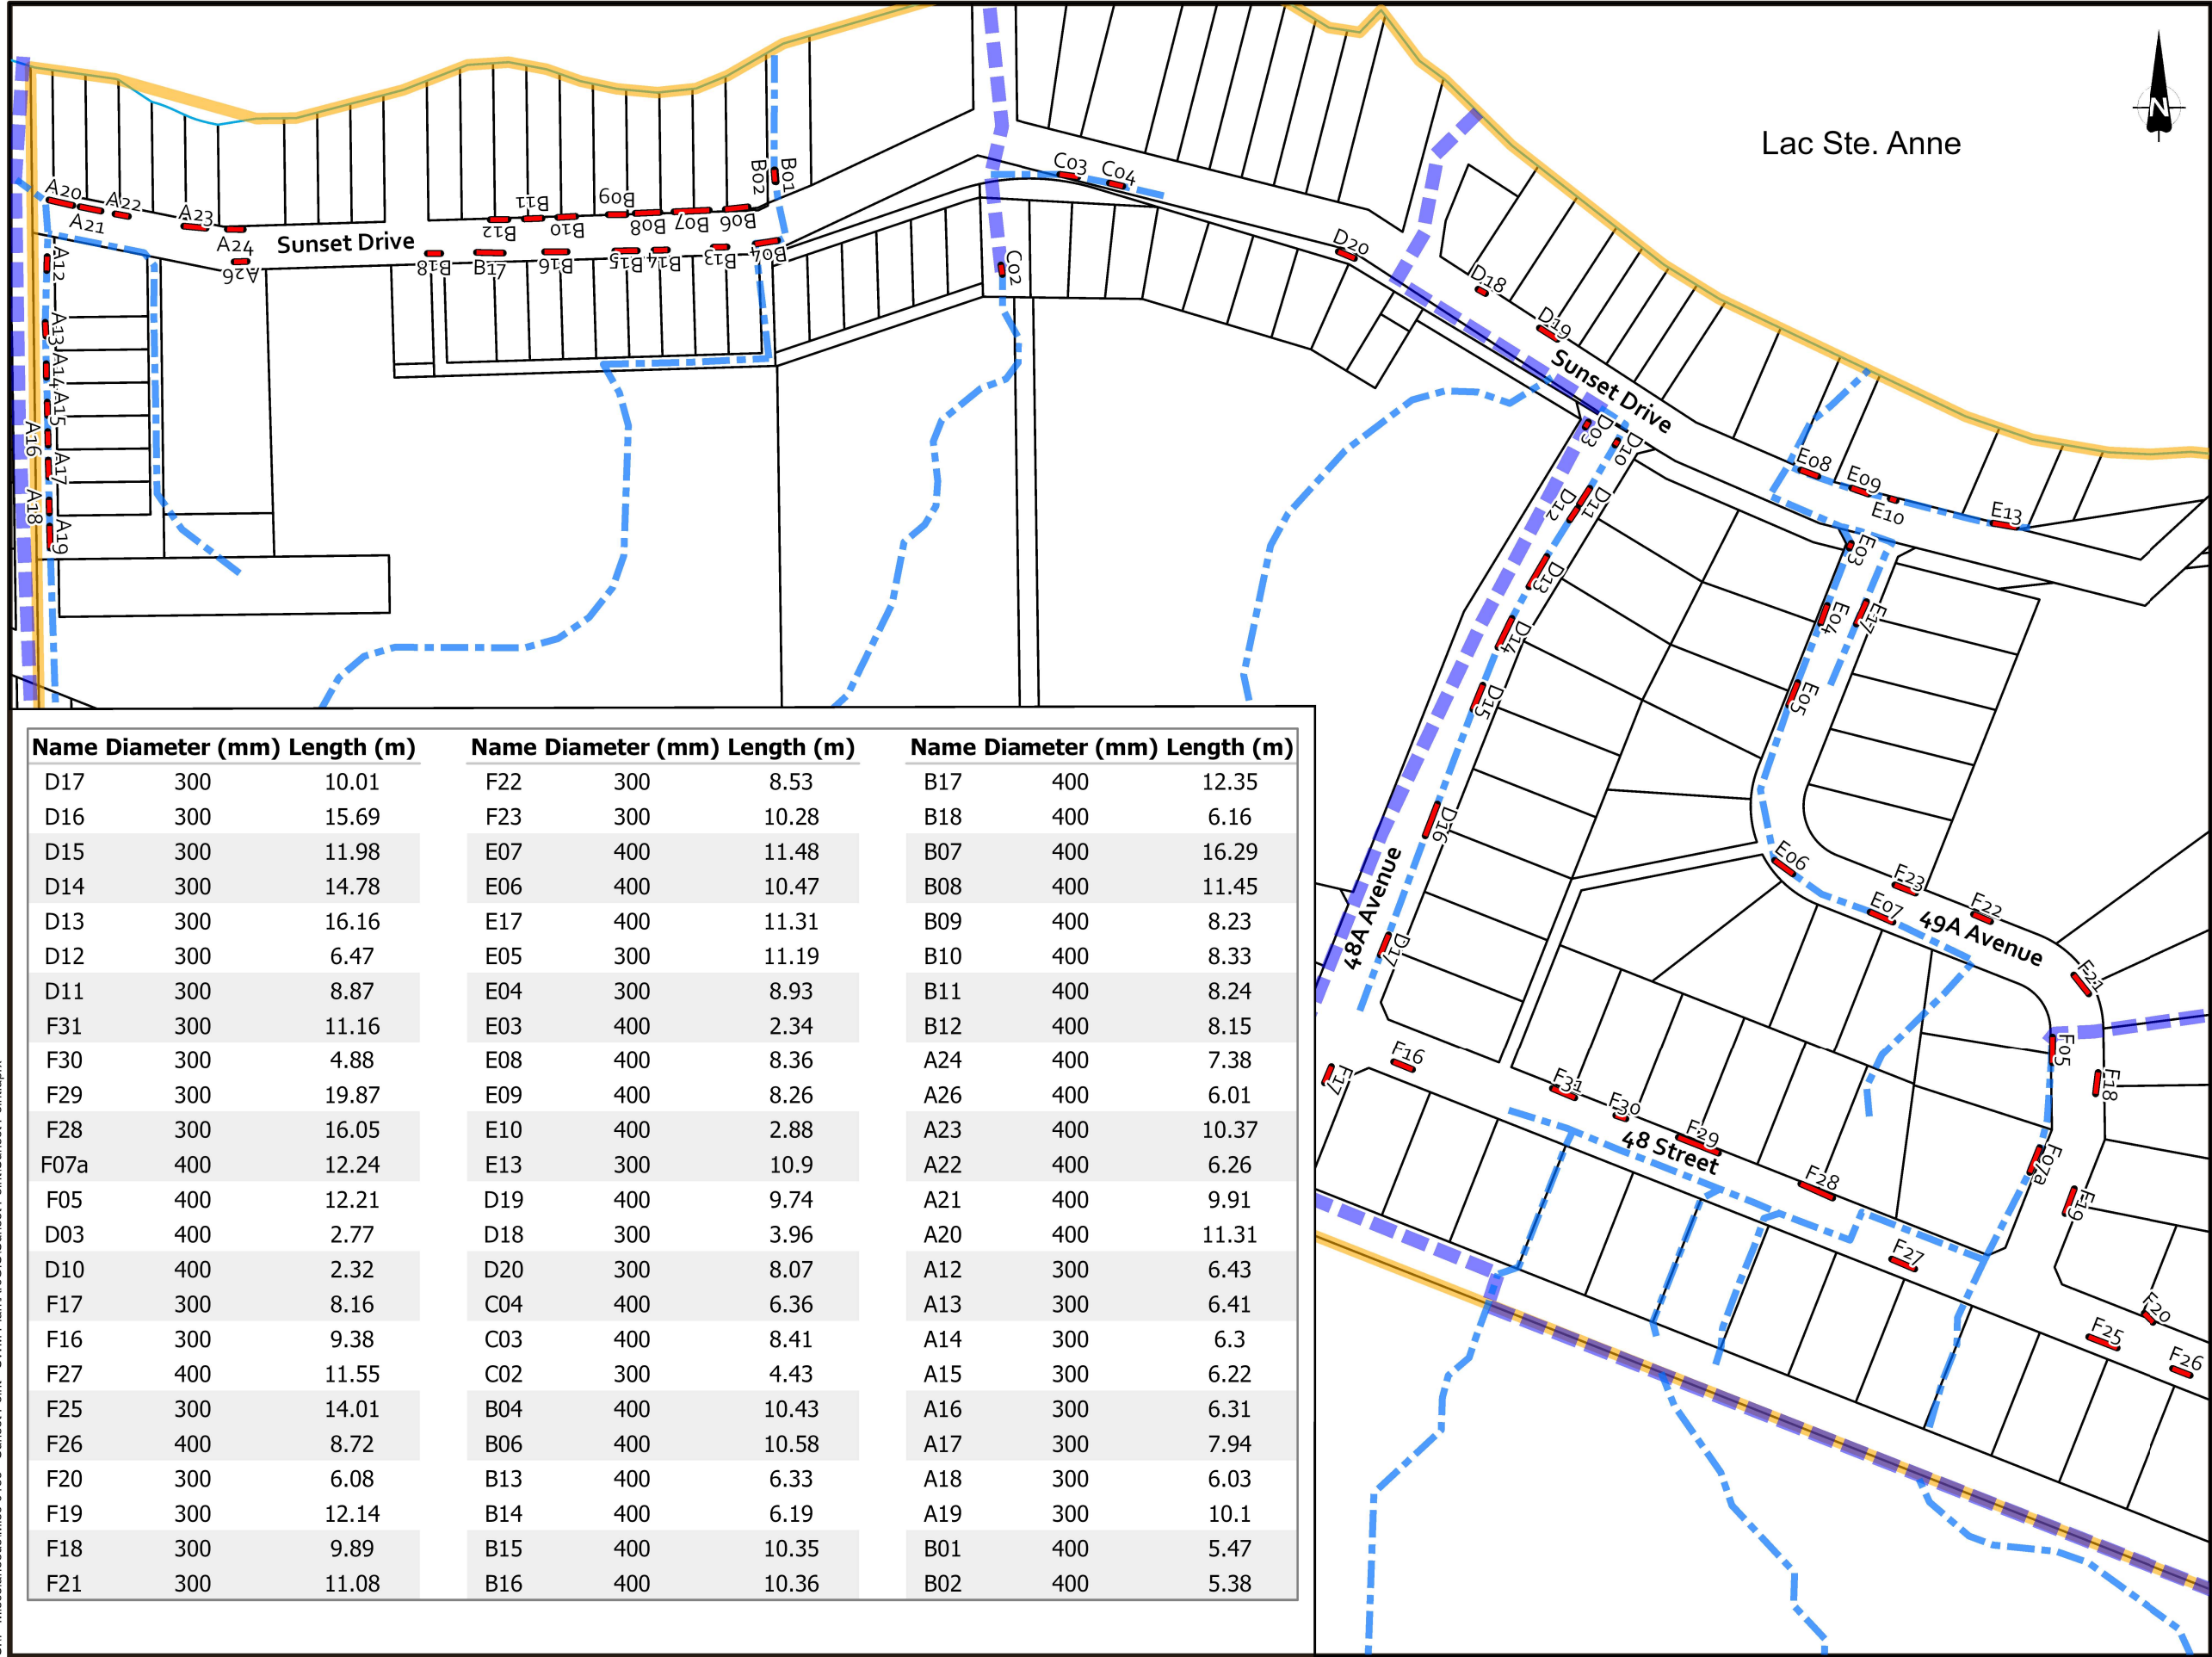 N
Lac Ste. Anne
C03
C04
B02
B01
A20
A22
A21
A23
A24
A26
Sunset Drive
B11
B09
B12
B10
B08
B07
B06
B18
B17
B16
B15
B14
B13
B04
C02
D20
D18
D19
Sunset Drive
A12
A13
A14
A15
A16
A17
A18
A19
D03
D10
D12
D11
D13
D14
D15
D16
D17
48A Avenue
E08
E09
E10
E13
E03
E04
E17
E05
E06
E07
F23
F22
49A Avenue
F21
F05
F18
F07a
F19
F20
F25
F26
F17
F16
F31
F30
F29
48 Street
F28
F27
Name Diameter (mm) Length (m) Name Diameter (mm) Length (m) Name Diameter (mm) Length (m)
D17 300 10.01 F22 300 8.53 B17 400 12.35
D16 300 15.69 F23 300 10.28 B18 400 6.16
D15 300 11.98 E07 400 11.48 B07 400 16.29
D14 300 14.78 E06 400 10.47 B08 400 11.45
D13 300 16.16 E17 400 11.31 B09 400 8.23
D12 300 6.47 E05 300 11.19 B10 400 8.33
D11 300 8.87 E04 300 8.93 B11 400 8.24
F31 300 11.16 E03 400 2.34 B12 400 8.15
F30 300 4.88 E08 400 8.36 A24 400 7.38
F29 300 19.87 E09 400 8.26 A26 400 6.01
F28 300 16.05 E10 400 2.88 A23 400 10.37
F07a 400 12.24 E13 300 10.9 A22 400 6.26
F05 400 12.21 D19 400 9.74 A21 400 9.91
D03 400 2.77 D18 300 3.96 A20 400 11.31
D10 400 2.32 D20 300 8.07 A12 300 6.43
F17 300 8.16 C04 400 6.36 A13 300 6.41
F16 300 9.38 C03 400 8.41 A14 300 6.3
F27 400 11.55 C02 300 4.43 A15 300 6.22
F25 300 14.01 B04 400 10.43 A16 300 6.31
F26 400 8.72 B06 400 10.58 A17 300 7.94
F20 300 6.08 B13 400 6.33 A18 300 6.03
F19 300 12.14 B14 400 6.19 A19 300 10.1
F18 300 9.89 B15 400 10.35 B01 400 5.47
F21 300 11.08 B16 400 10.36 B02 400 5.38